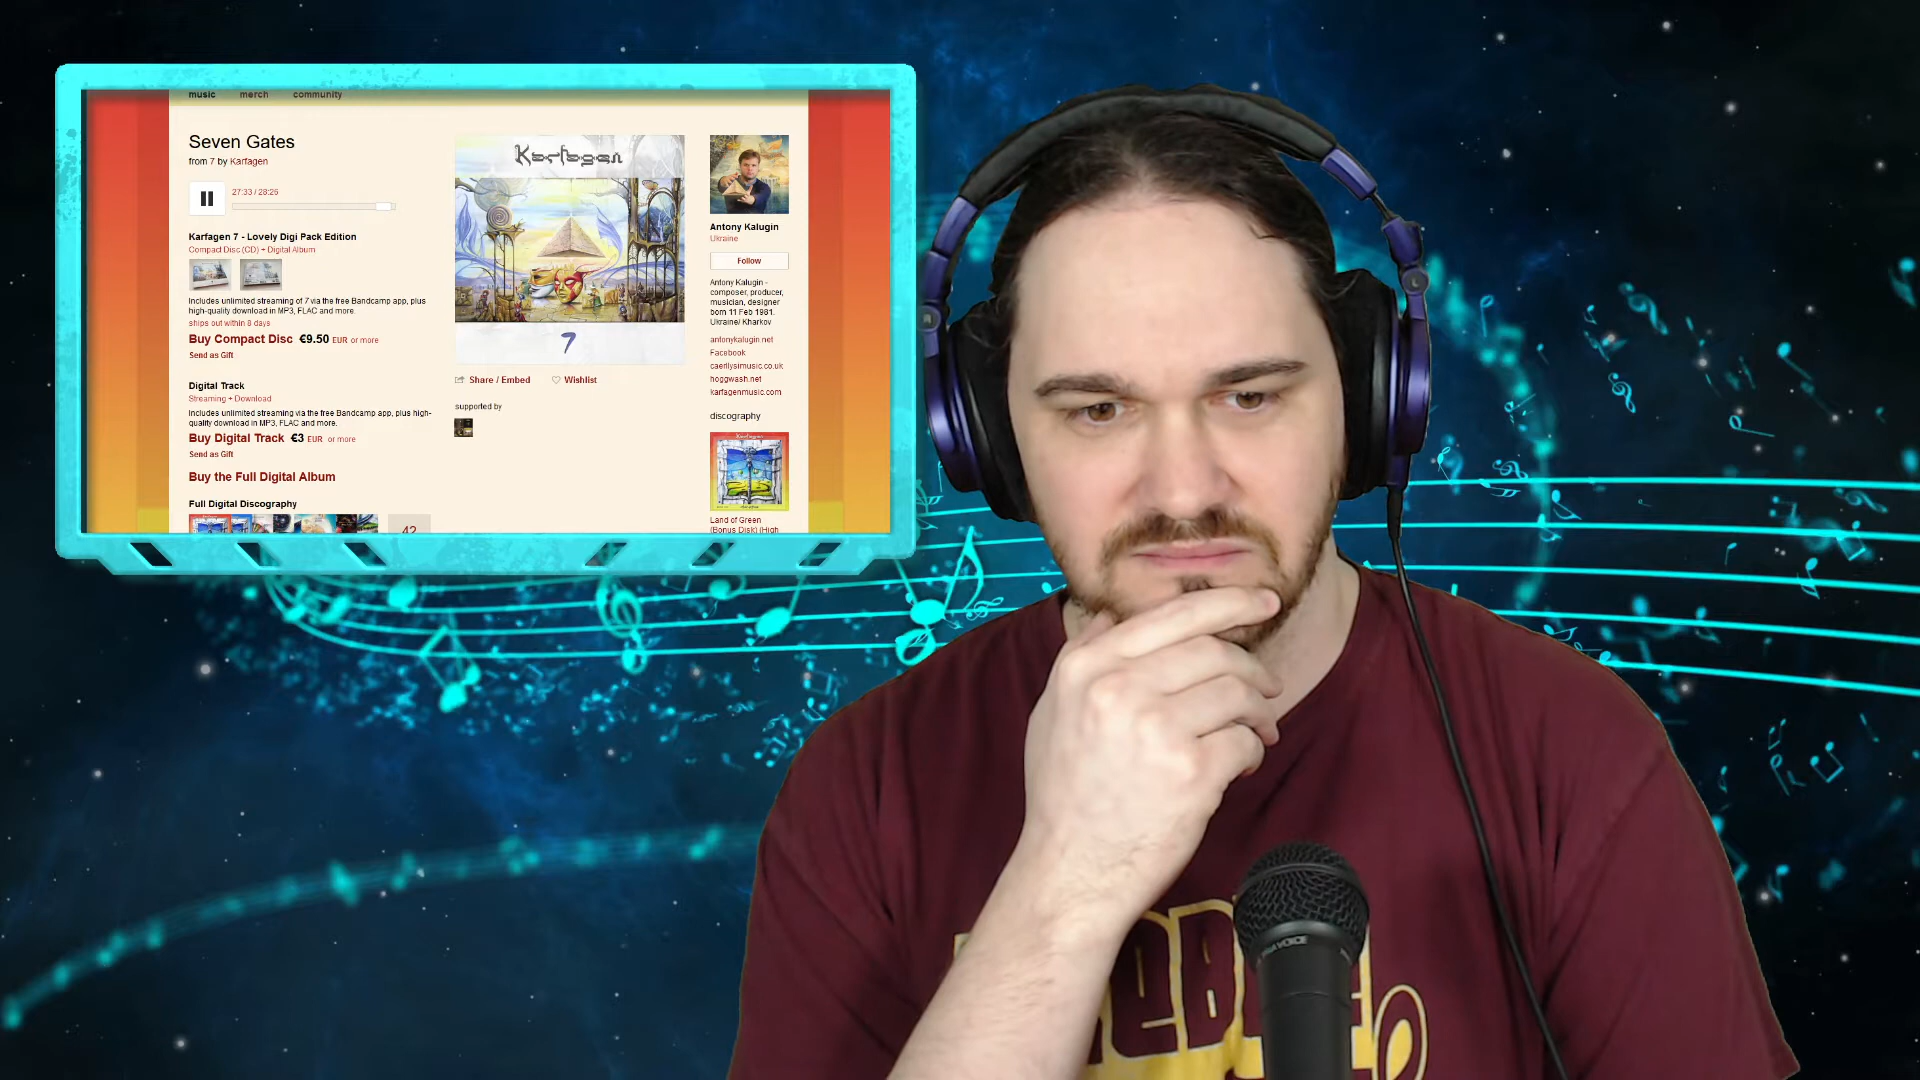 music merch community
Seven Gates
from 7 by Karfagen
27:33 / 28:26
Karfagen 7 - Lovely Digi Pack Edition
Compact Disc (CD) + Digital Album
Includes unlimited streaming of 7 via the free Bandcamp app, plus
high-quality download in MP3, FLAC and more.
ships out within 8 days
Buy Compact Disc €9.50 EUR or more
Send as Gift
Digital Track
Streaming + Download
Includes unlimited streaming via the free Bandcamp app, plus high-
quality download in MP3, FLAC and more.
Buy Digital Track €3 EUR or more
Send as Gift
Buy the Full Digital Album
Full Digital Discography
42
Karfagen
7
Share / Embed Wishlist
supported by
Antony Kalugin
Ukraine
Follow
Antony Kalugin -
composer, producer,
musician, designer
born 11 Feb 1981.
Ukraine/ Kharkov
antonykalugin.net
Facebook
caerllysimusic.co.uk
hoggwash.net
karfagenmusic.com
discography
Land of Green
(Bonus Disk) (High